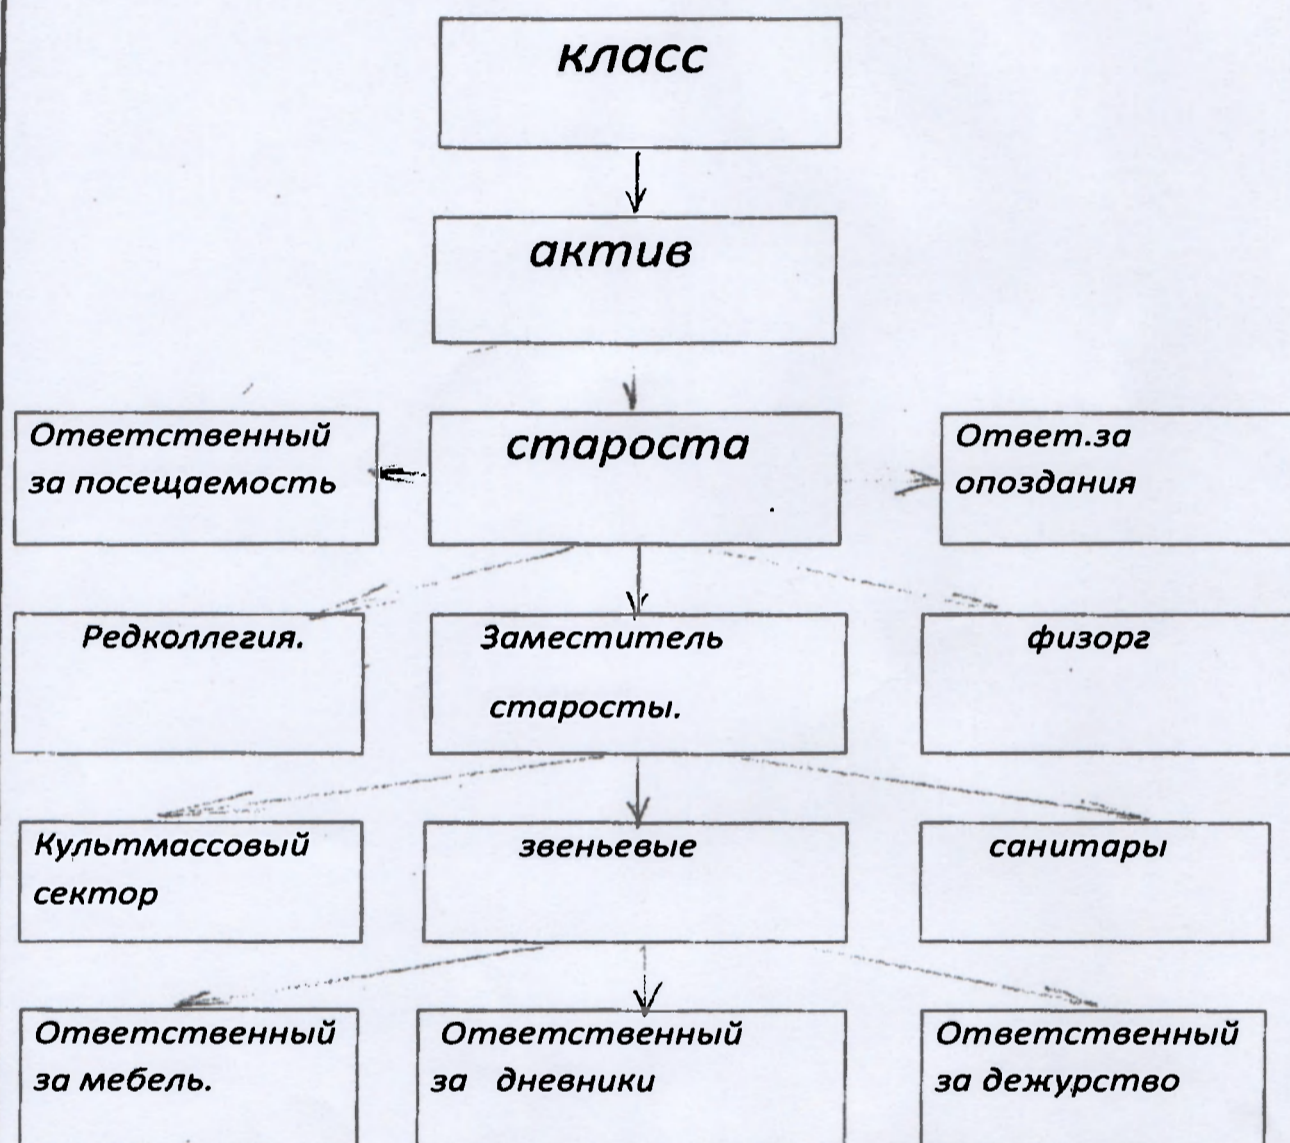 класс
актив
Ответственный
за посещаемость
староста
Ответ.за
опоздания
Редколлегия.
Заместитель
старосты.
физорг
Культмассовый
сектор
звеньевые
санитары
Ответственный
за мебель.
Ответственный
за дневники
Ответственный
за дежурство